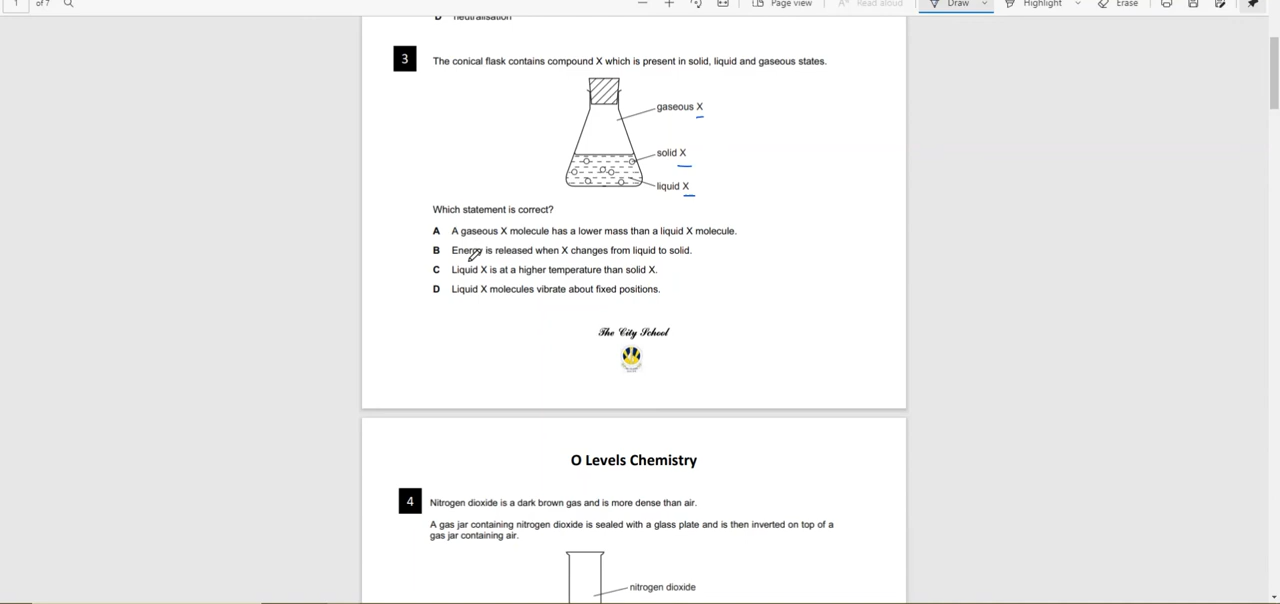 1 of 7 Page view Read aloud Draw Highlight Erase
D neutralisation
3 The conical flask contains compound X which is present in solid, liquid and gaseous states.
gaseous X
solid X
liquid X
Which statement is correct?
A A gaseous X molecule has a lower mass than a liquid X molecule.
B Energy is released when X changes from liquid to solid.
C Liquid X is at a higher temperature than solid X.
D Liquid X molecules vibrate about fixed positions.
The City School
O Levels Chemistry
4 Nitrogen dioxide is a dark brown gas and is more dense than air.
A gas jar containing nitrogen dioxide is sealed with a glass plate and is then inverted on top of a
gas jar containing air.
nitrogen dioxide